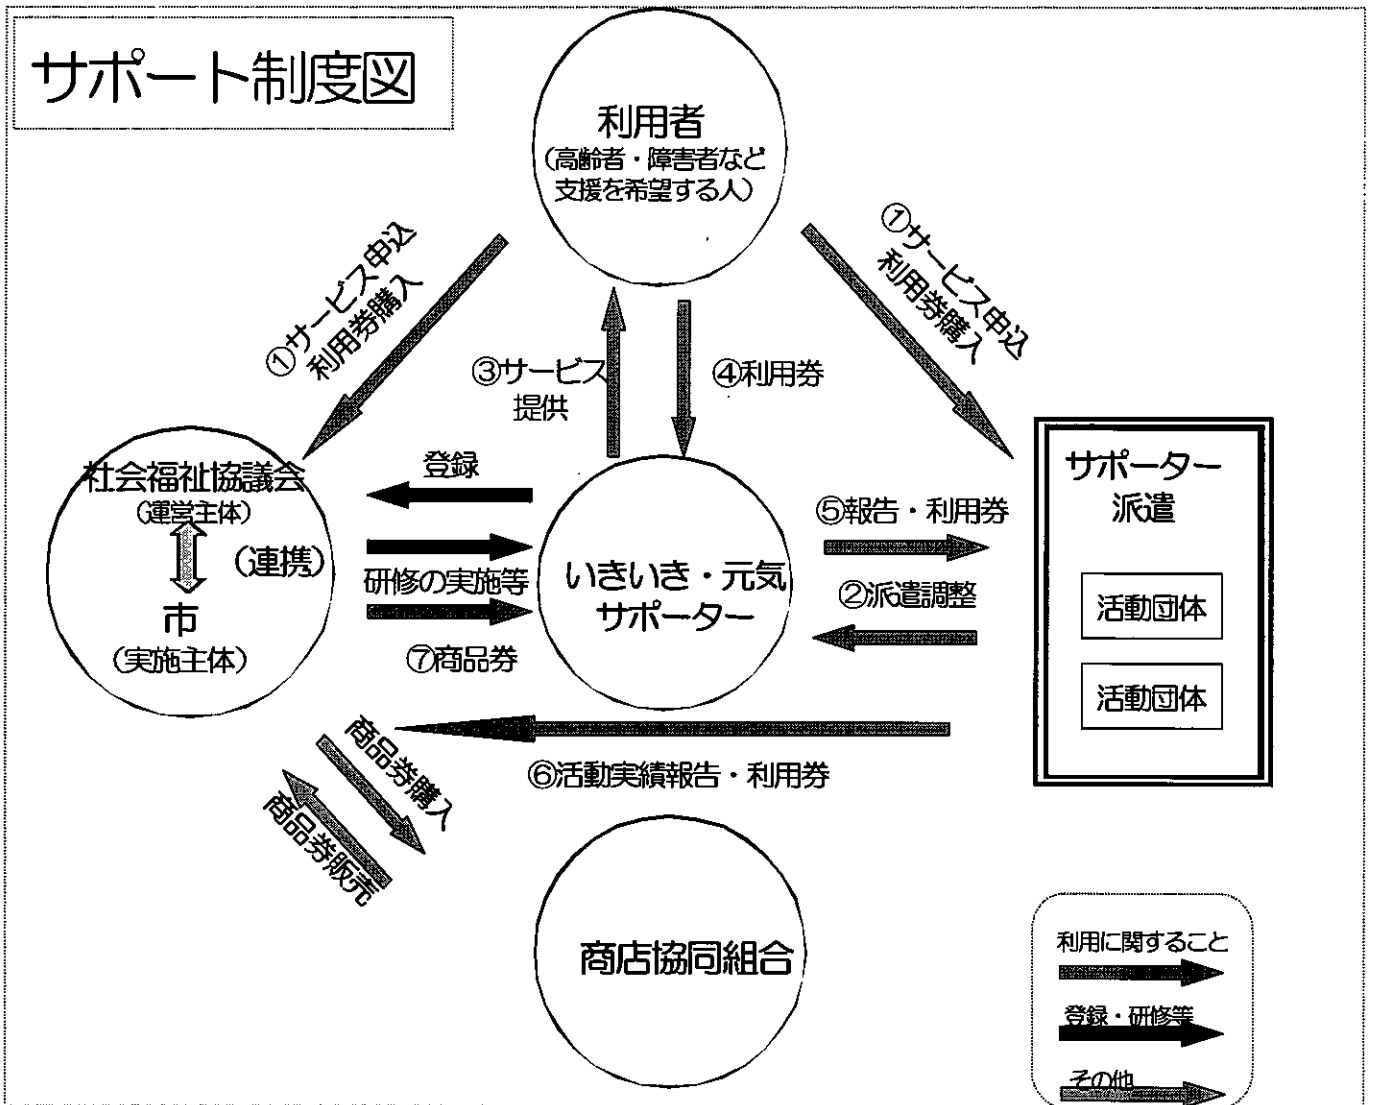 サポート制度図
利用者
（高齢者・障害者など
支援を希望する人）
①サービス申込
利用券購入
①サービス申込
利用券購入
③サービス
提供
④利用券
社会福祉協議会
（運営主体）
（連携）
市
（実施主体）
登録
研修の実施等
⑦商品券
いきいき・元気
サポーター
⑤報告・利用券
②派遣調整
サポーター
派遣
活動団体
活動団体
⑥活動実績報告・利用券
商品券購入
商品券販売
商店協同組合
利用に関すること
登録・研修等
その他